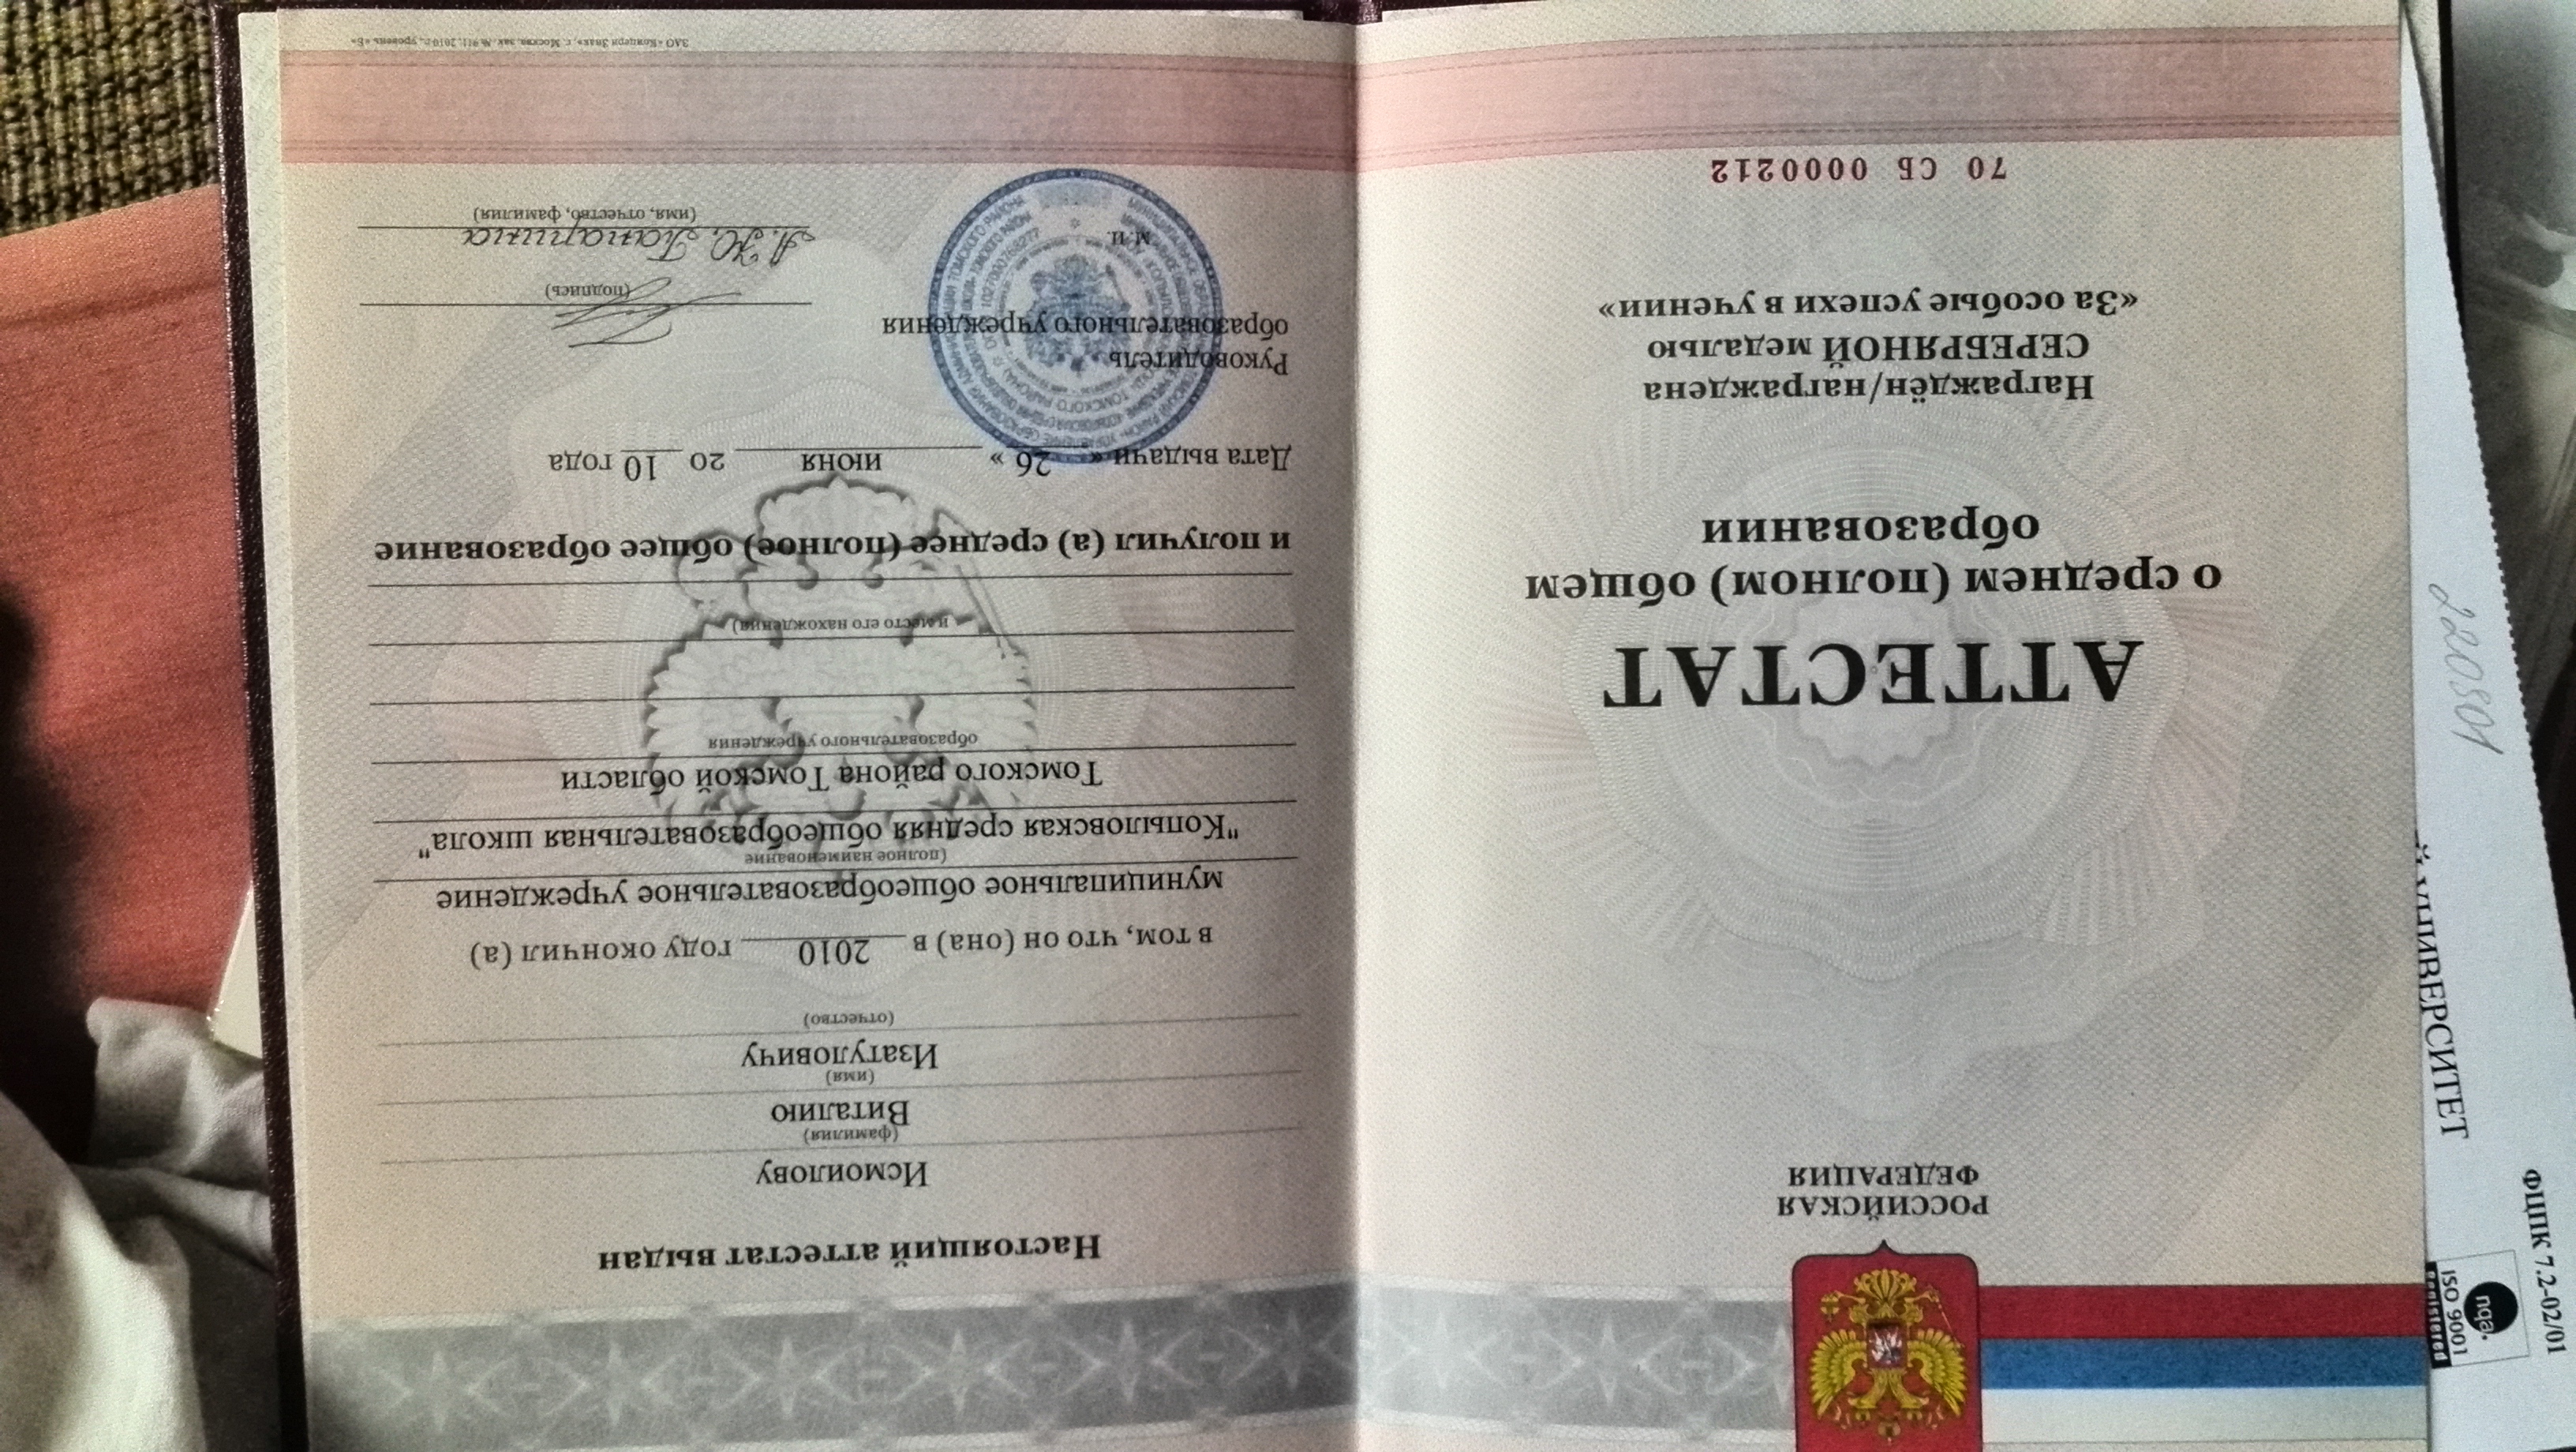 РОССИЙСКАЯ
ФЕДЕРАЦИЯ
АТТЕСТАТ
о среднем (полном) общем
образовании
Награждён/награждена
СЕРЕБРЯНОЙ медалью
«За особые успехи в учении»
70 СБ 0000212
Настоящий аттестат выдан
Исмоилову
(фамилия)
Виталию
(имя)
Изатуловичу
(отчество)
в том, что он (она) в 2010 году окончил (а)
муниципальное общеобразовательное учреждение
(полное наименование
"Копыловская средняя общеобразовательная школа"
Томского района Томской области
образовательного учреждения
и место его нахождения)
и получил (а) среднее (полное) общее образование
Дата выдачи « 26 » июня 20 10 года
Руководитель
образовательного учреждения
(подпись)
М.П.
(имя, отчество, фамилия)
ЗАО «Концерн Знак», г. Москва, зак. № 911, 2010 г., уровень «Б»
220801
УНИВЕРСИТЕТ
ФЦПК 7.2-02/01
nqa.
ISO 9001